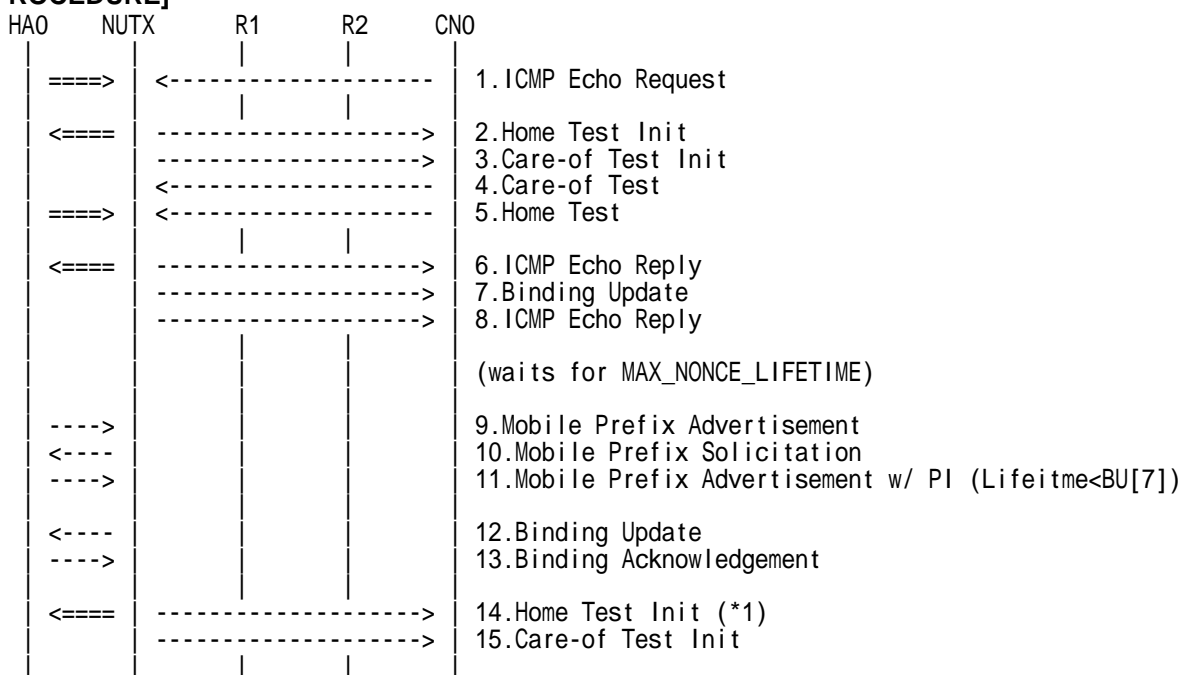 ROCEDURE]
HA0 NUTX R1 R2 CN0
| | | | |
| ====> | <--------------------- | 1.ICMP Echo Request
| | | | |
| <==== | ---------------------> | 2.Home Test Init
| | ---------------------> | 3.Care-of Test Init
| | <--------------------- | 4.Care-of Test
| ====> | <--------------------- | 5.Home Test
| | | | |
| <==== | ---------------------> | 6.ICMP Echo Reply
| | ---------------------> | 7.Binding Update
| | ---------------------> | 8.ICMP Echo Reply
| | | | |
| | | | | (waits for MAX_NONCE_LIFETIME)
| | | | |
| ----> | | | | 9.Mobile Prefix Advertisement
| <---- | | | | 10.Mobile Prefix Solicitation
| ----> | | | | 11.Mobile Prefix Advertisement w/ PI (Lifeitme<BU[7])
| | | | |
| <---- | | | | 12.Binding Update
| ----> | | | | 13.Binding Acknowledgement
| | | | |
| <==== | ---------------------> | 14.Home Test Init (*1)
| | ---------------------> | 15.Care-of Test Init
| | | | |